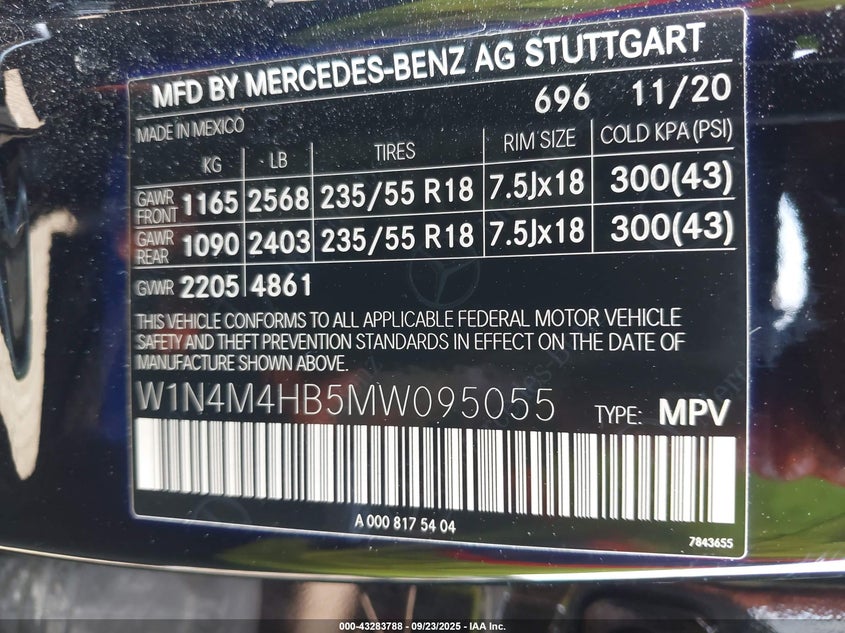 MFD BY MERCEDES-BENZ AG STUTTGART
696 11/20
MADE IN MEXICO
KG LB TIRES RIM SIZE COLD KPA (PSI)
GAWR FRONT 1165 2568 235/55 R18 7.5Jx18 300(43)
GAWR REAR 1090 2403 235/55 R18 7.5Jx18 300(43)
GVWR 2205 4861
THIS VEHICLE CONFORMS TO ALL APPLICABLE FEDERAL MOTOR VEHICLE
SAFETY AND THEFT PREVENTION STANDARDS IN EFFECT ON THE DATE OF
MANUFACTURE SHOWN ABOVE.
W1N4M4HB5MW095055 TYPE: MPV
A 000 817 54 04
7843655
000-43283788 - 09/23/2025 - IAA Inc.